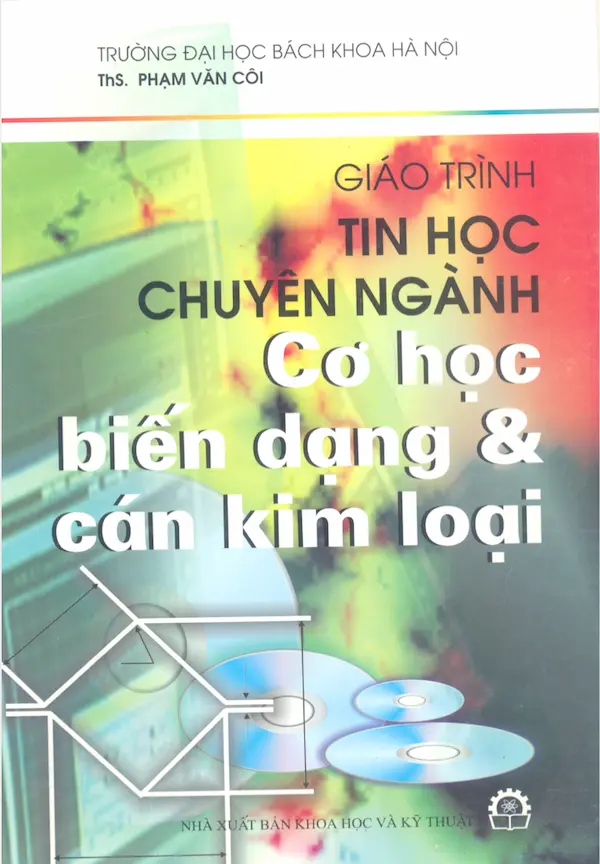 TRƯỜNG ĐẠI HỌC BÁCH KHOA HÀ NỘI
ThS. PHẠM VĂN CÔI
GIÁO TRÌNH
TIN HỌC
CHUYÊN NGÀNH
Cơ học
biến dạng &
cán kim loại
NHÀ XUẤT BẢN KHOA HỌC VÀ KỸ THUẬT